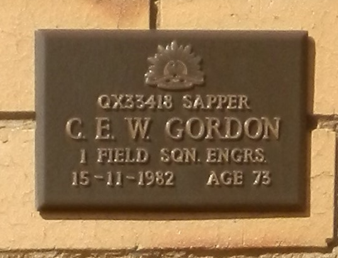 QX33418 SAPPER
C. E. W. GORDON
1 FIELD SQN. ENGRS.
15-11-1982 AGE 73